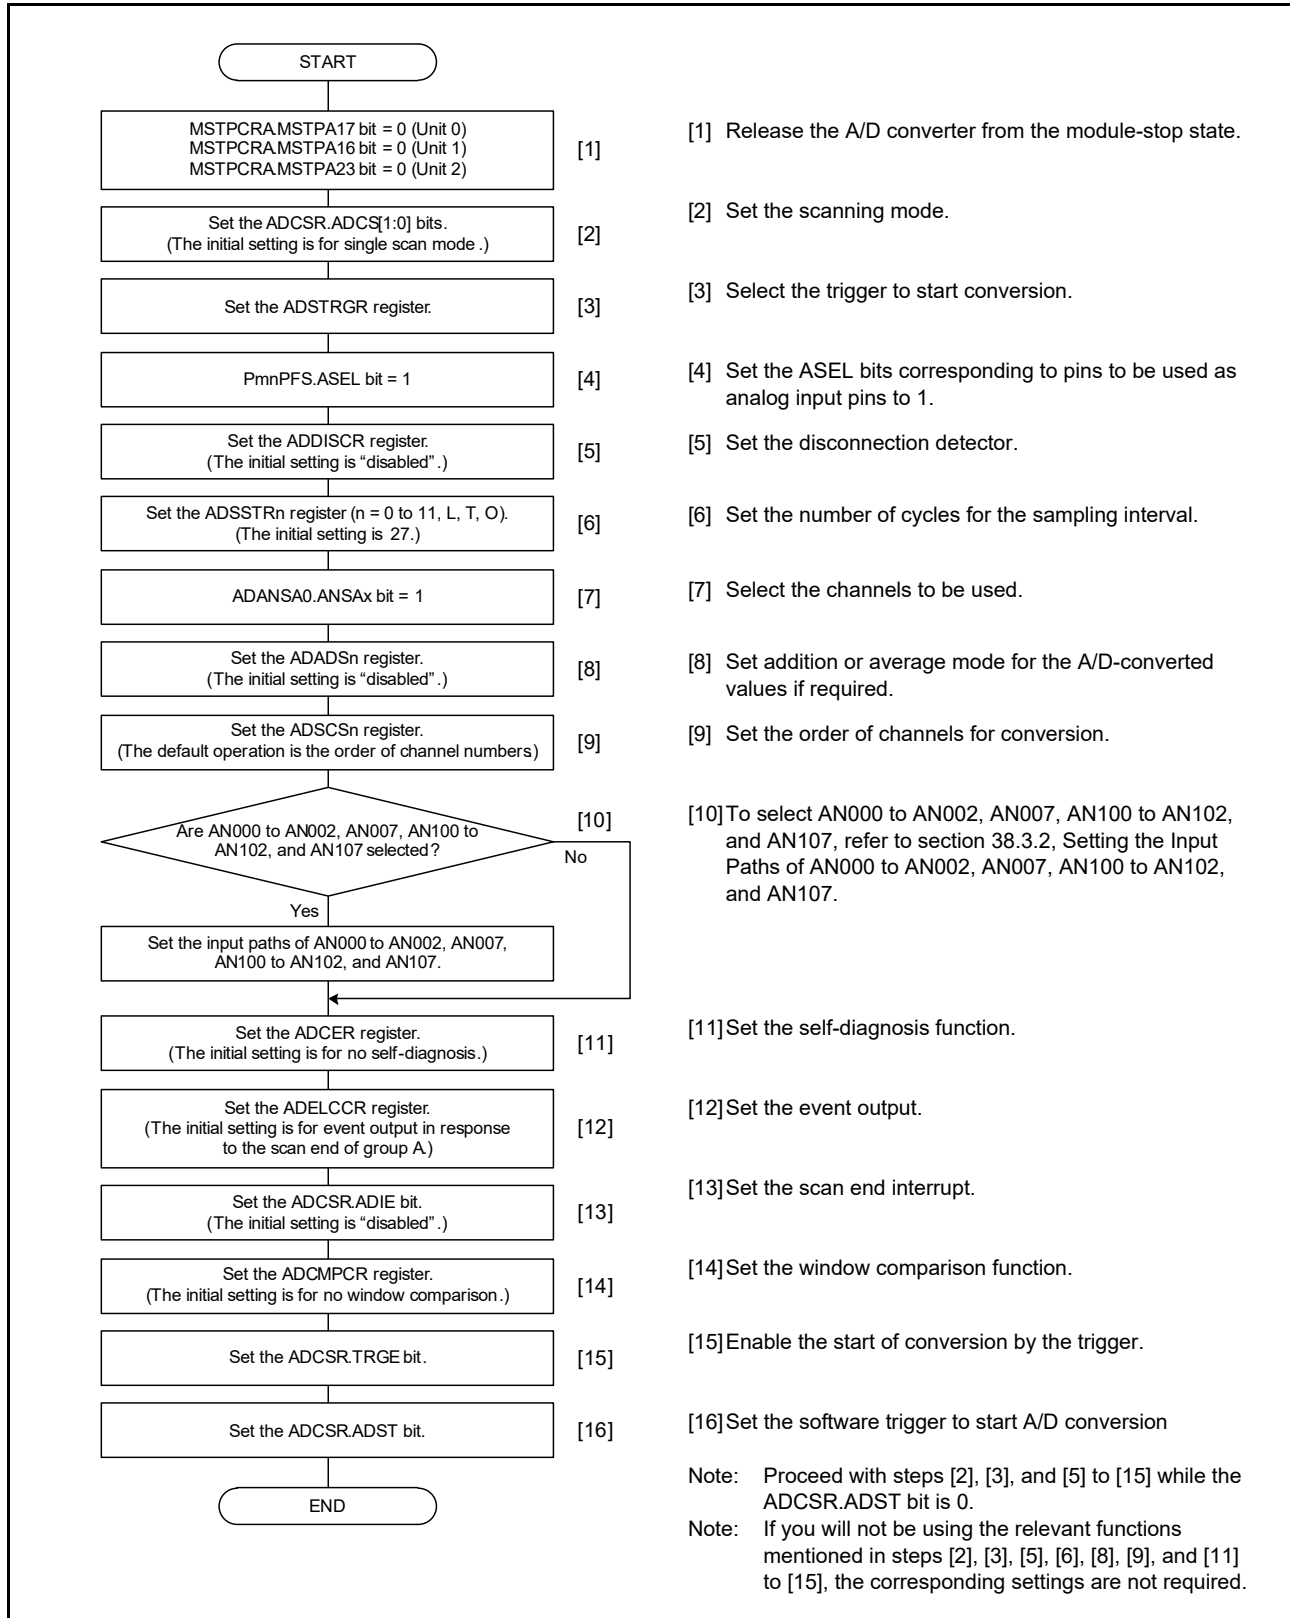 START
MSTPCRA.MSTPA17 bit = 0 (Unit 0)
MSTPCRA.MSTPA16 bit = 0 (Unit 1)
MSTPCRA.MSTPA23 bit = 0 (Unit 2)
[1]
[1] Release the A/D converter from the module-stop state.
Set the ADCSR.ADCS[1:0] bits.
(The initial setting is for single scan mode.)
[2]
[2] Set the scanning mode.
Set the ADSTRGR register.
[3]
[3] Select the trigger to start conversion.
PmnPFS.ASEL bit = 1
[4]
[4] Set the ASEL bits corresponding to pins to be used as
analog input pins to 1.
Set the ADDISCR register.
(The initial setting is “disabled”.)
[5]
[5] Set the disconnection detector.
Set the ADSSTRn register (n = 0 to 11, L, T, O).
(The initial setting is 27.)
[6]
[6] Set the number of cycles for the sampling interval.
ADANSA0.ANSAx bit = 1
[7]
[7] Select the channels to be used.
Set the ADADSn register.
(The initial setting is “disabled”.)
[8]
[8] Set addition or average mode for the A/D-converted
values if required.
Set the ADSCSn register.
(The default operation is the order of channel numbers.)
[9]
[9] Set the order of channels for conversion.
Are AN000 to AN002, AN007, AN100 to
AN102, and AN107 selected?
[10]
No
Yes
[10] To select AN000 to AN002, AN007, AN100 to AN102,
and AN107, refer to section 38.3.2, Setting the Input
Paths of AN000 to AN002, AN007, AN100 to AN102,
and AN107.
Set the input paths of AN000 to AN002, AN007,
AN100 to AN102, and AN107.
Set the ADCER register.
(The initial setting is for no self-diagnosis.)
[11]
[11] Set the self-diagnosis function.
Set the ADELCCR register.
(The initial setting is for event output in response
to the scan end of group A.)
[12]
[12] Set the event output.
Set the ADCSR.ADIE bit.
(The initial setting is “disabled”.)
[13]
[13] Set the scan end interrupt.
Set the ADCMPCR register.
(The initial setting is for no window comparison.)
[14]
[14] Set the window comparison function.
Set the ADCSR.TRGE bit.
[15]
[15] Enable the start of conversion by the trigger.
Set the ADCSR.ADST bit.
[16]
[16] Set the software trigger to start A/D conversion
END
Note: Proceed with steps [2], [3], and [5] to [15] while the
ADCSR.ADST bit is 0.
Note: If you will not be using the relevant functions
mentioned in steps [2], [3], [5], [6], [8], [9], and [11]
to [15], the corresponding settings are not required.